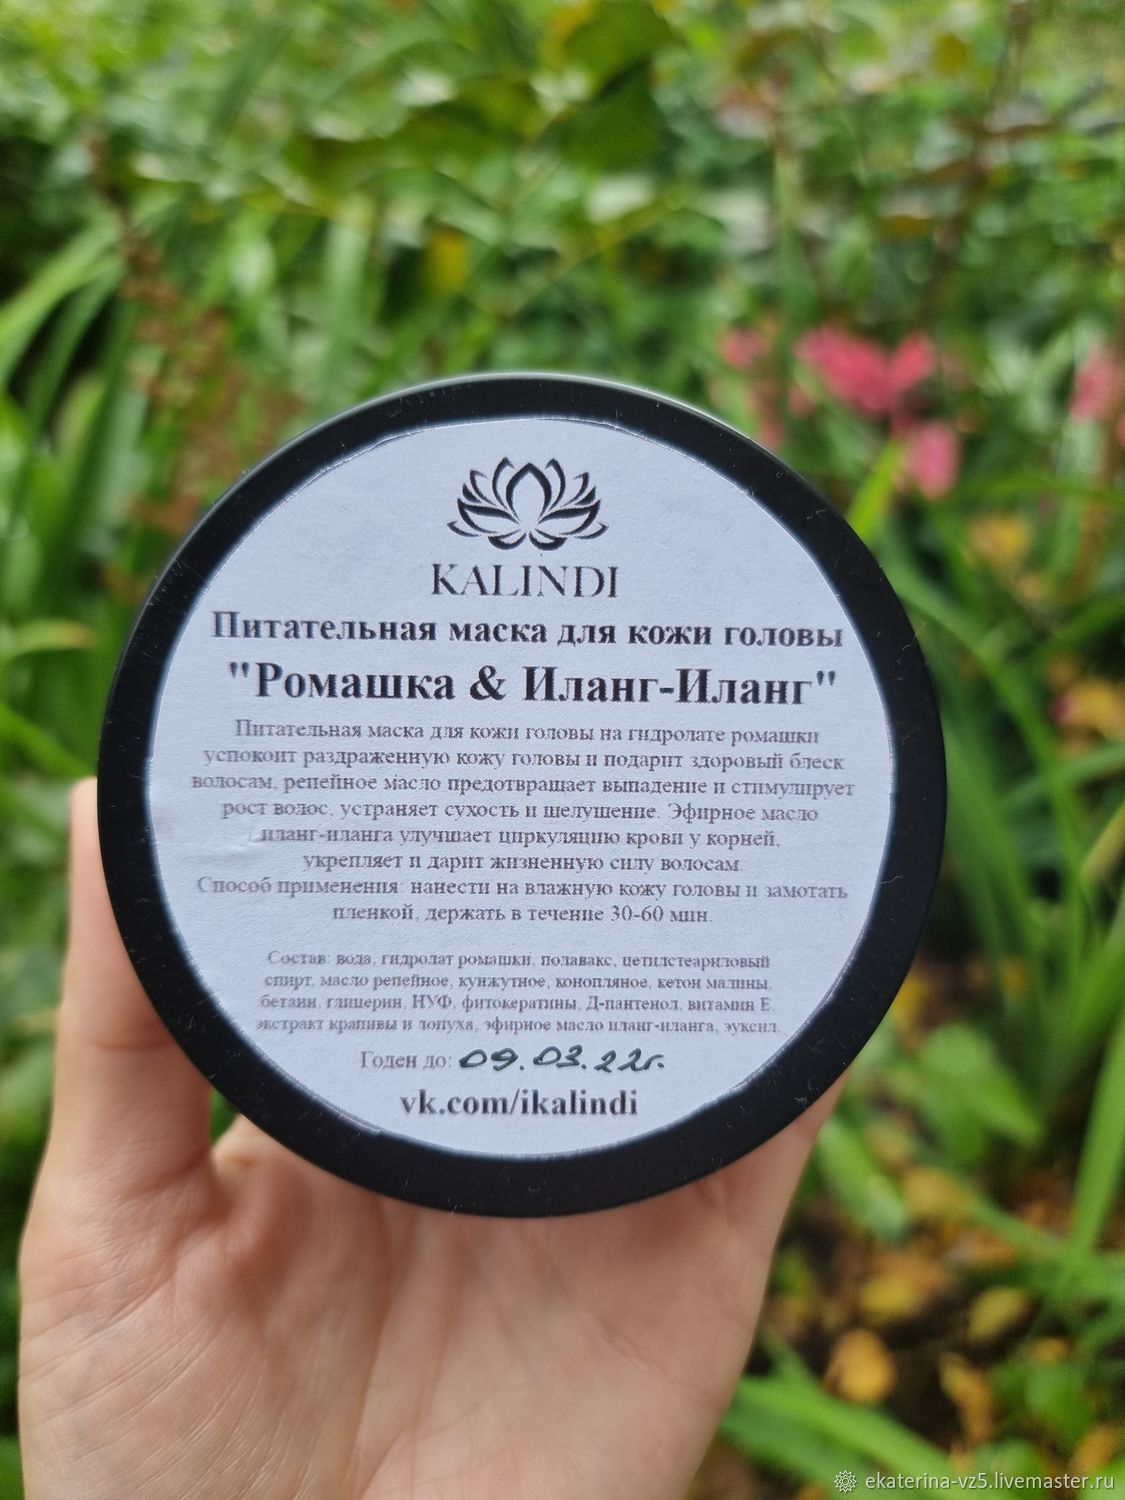 KALINDI
Питательная маска для кожи головы
"Ромашка & Иланг-Иланг"
Питательная маска для кожи головы на гидролате ромашки
успокоит раздраженную кожу головы и подарит здоровый блеск
волосам, репейное масло предотвращает выпадение и стимулирует
рост волос, устраняет сухость и шелушение. Эфирное масло
иланг-иланга улучшает циркуляцию крови у корней,
укрепляет и дарит жизненную силу волосам.
Способ применения: нанести на влажную кожу головы и замотать
пленкой, держать в течение 30-60 мин.
Состав: вода, гидролат ромашки, полавакс, цетилстеариловый
спирт, масло репейное, кунжутное, конопляное, кетон малины,
бетаин, глицерин, НУФ, фитокератины, Д-пантенол, витамин Е,
экстракт крапивы и лопуха, эфирное масло иланг-иланга, эуксил.
Годен до: 09.03.22г.
vk.com/ikalindi
ekaterina-vz5.livemaster.ru